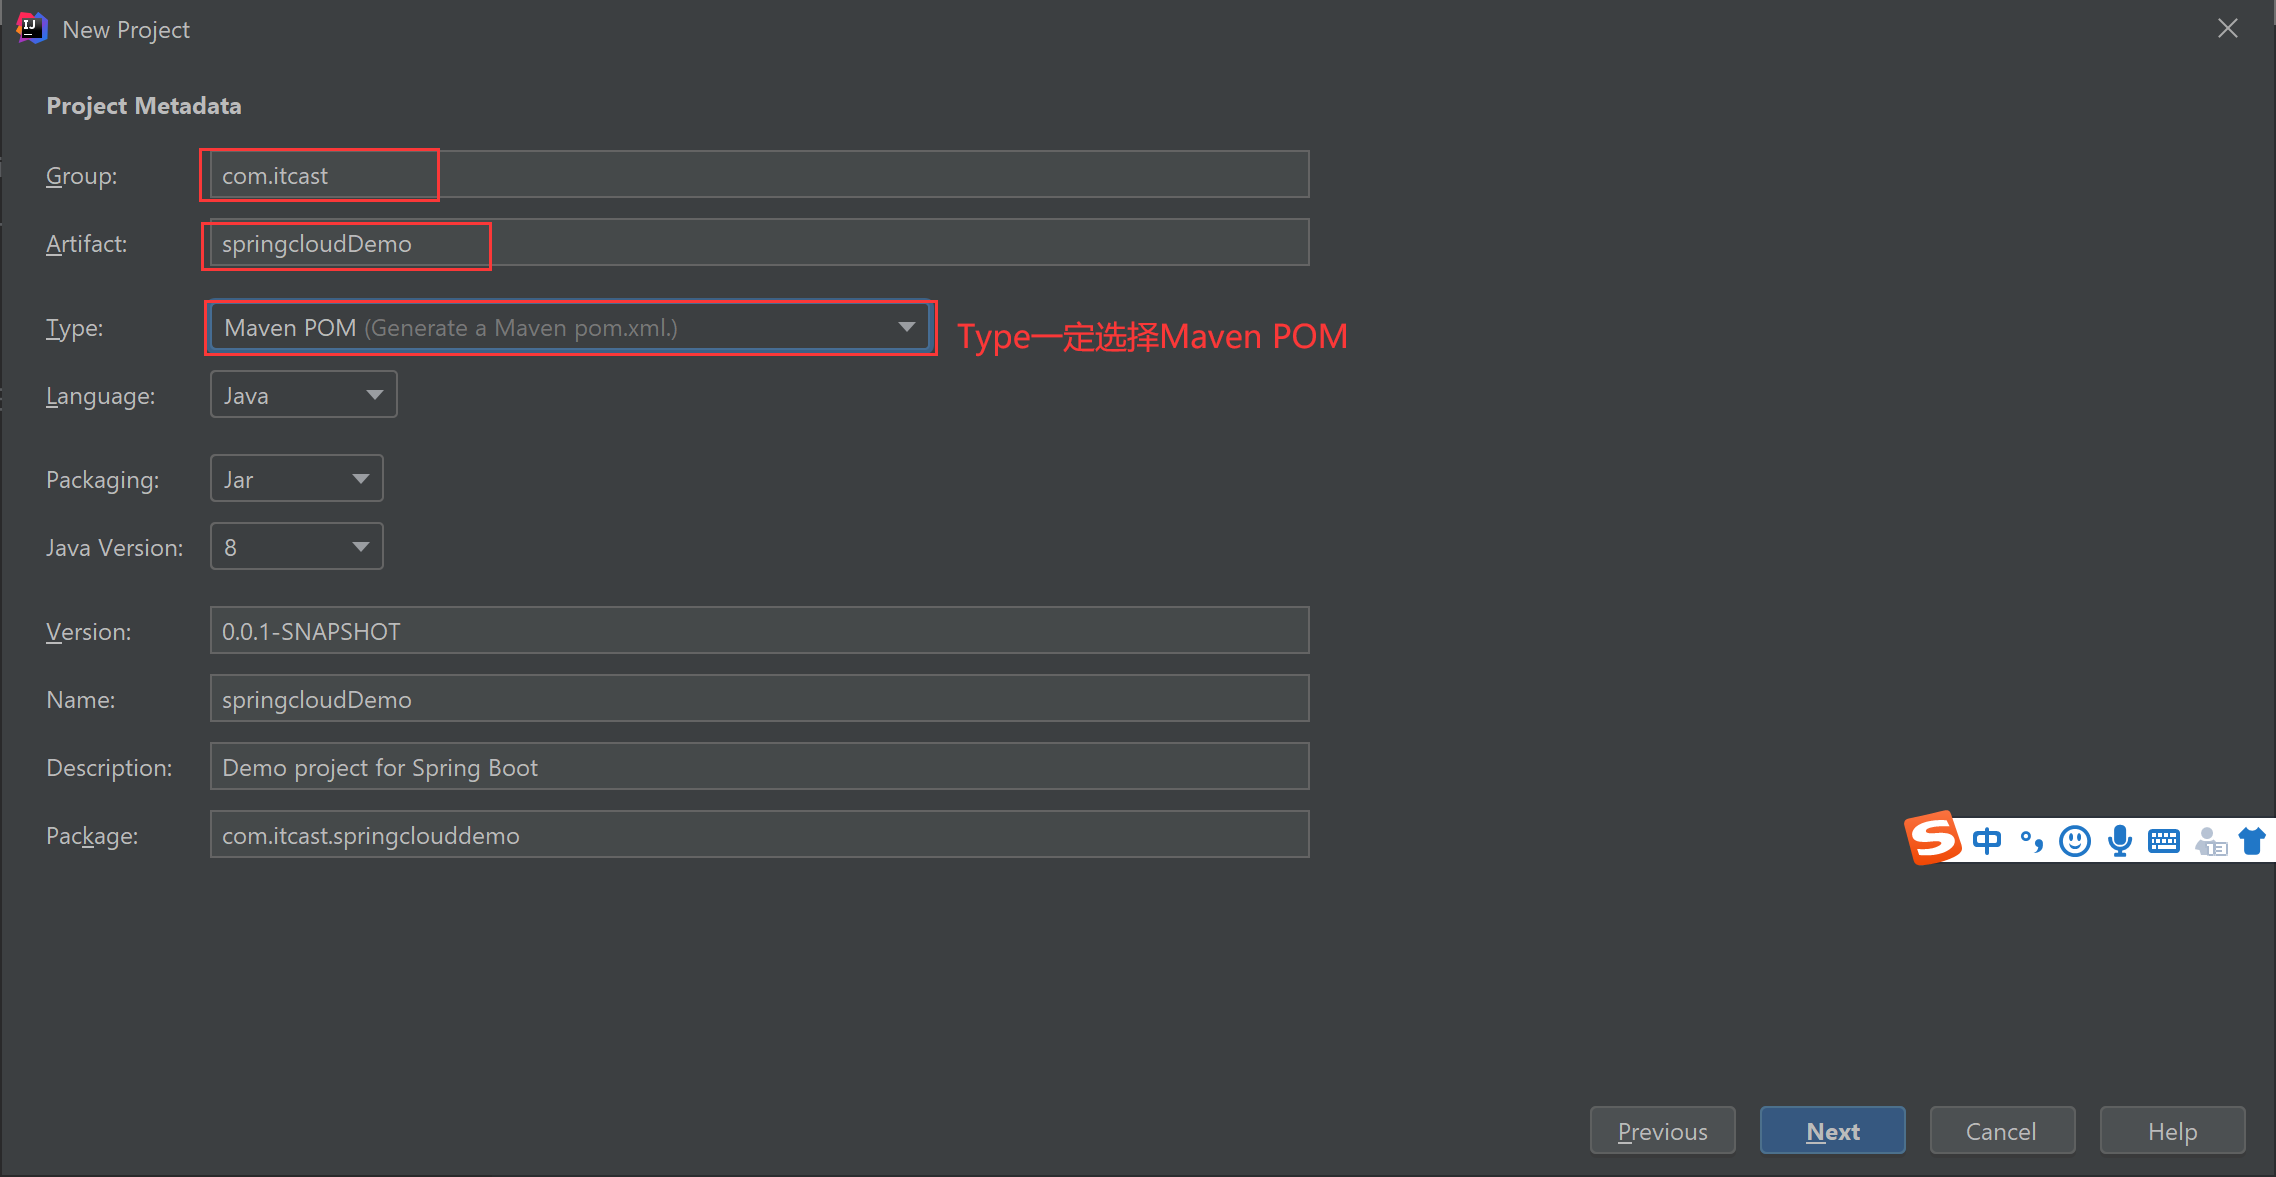 New Project
Project Metadata
Group: com.itcast
Artifact: springcloudDemo
Type: Maven POM (Generate a Maven pom.xml.) Type一定选择Maven POM
Language: Java
Packaging: Jar
Java Version: 8
Version: 0.0.1-SNAPSHOT
Name: springcloudDemo
Description: Demo project for Spring Boot
Package: com.itcast.springclouddemo
中
Previous Next Cancel Help